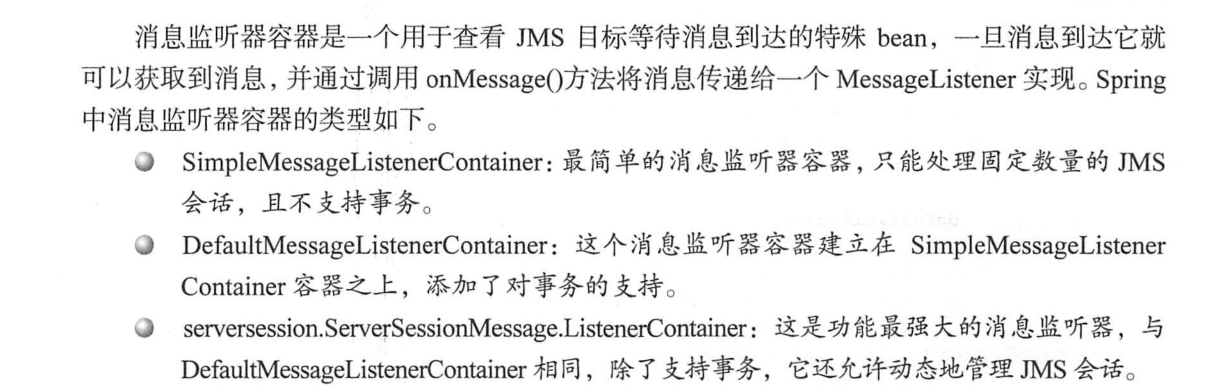 消息监听器容器是一个用于查看 JMS 目标等待消息到达的特殊 bean，一旦消息到达它就
可以获取到消息，并通过调用 onMessage()方法将消息传递给一个 MessageListener 实现。Spring
中消息监听器容器的类型如下。
SimpleMessageListenerContainer：最简单的消息监听器容器，只能处理固定数量的 JMS
会话，且不支持事务。
DefaultMessageListenerContainer：这个消息监听器容器建立在 SimpleMessageListener
Container 容器之上，添加了对事务的支持。
serversession.ServerSessionMessage.ListenerContainer：这是功能最强大的消息监听器，与
DefaultMessageListenerContainer 相同，除了支持事务，它还允许动态地管理 JMS 会话。